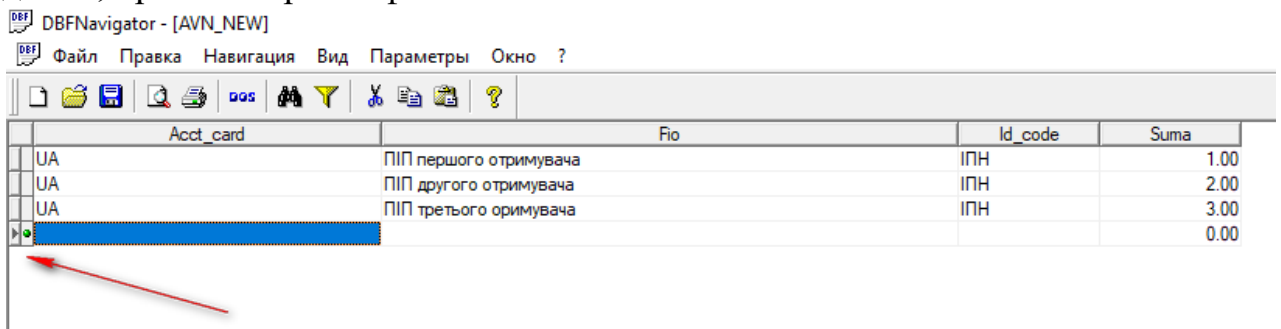 DBFNavigator - [AVN_NEW]
Файл Правка Навигация Вид Параметры Окно ?
DOS
Acct_card Fio Id_code Suma
UA ПІП першого отримувача ІПН 1.00
UA ПІП другого отримувача ІПН 2.00
UA ПІП третього оримувача ІПН 3.00
0.00